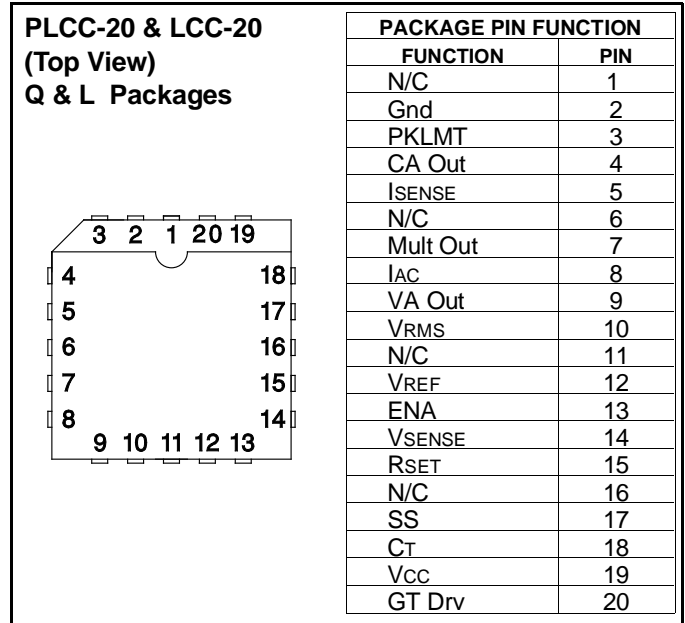 PLCC-20 & LCC-20
(Top View)
Q & L Packages
3 2 1 20 19
4 18
5 17
6 16
7 15
8 14
9 10 11 12 13
PACKAGE PIN FUNCTION
FUNCTION PIN
N/C 1
Gnd 2
PKLMT 3
CA Out 4
ISENSE 5
N/C 6
Mult Out 7
IAC 8
VA Out 9
VRMS 10
N/C 11
VREF 12
ENA 13
VSENSE 14
RSET 15
N/C 16
SS 17
CT 18
VCC 19
GT Drv 20